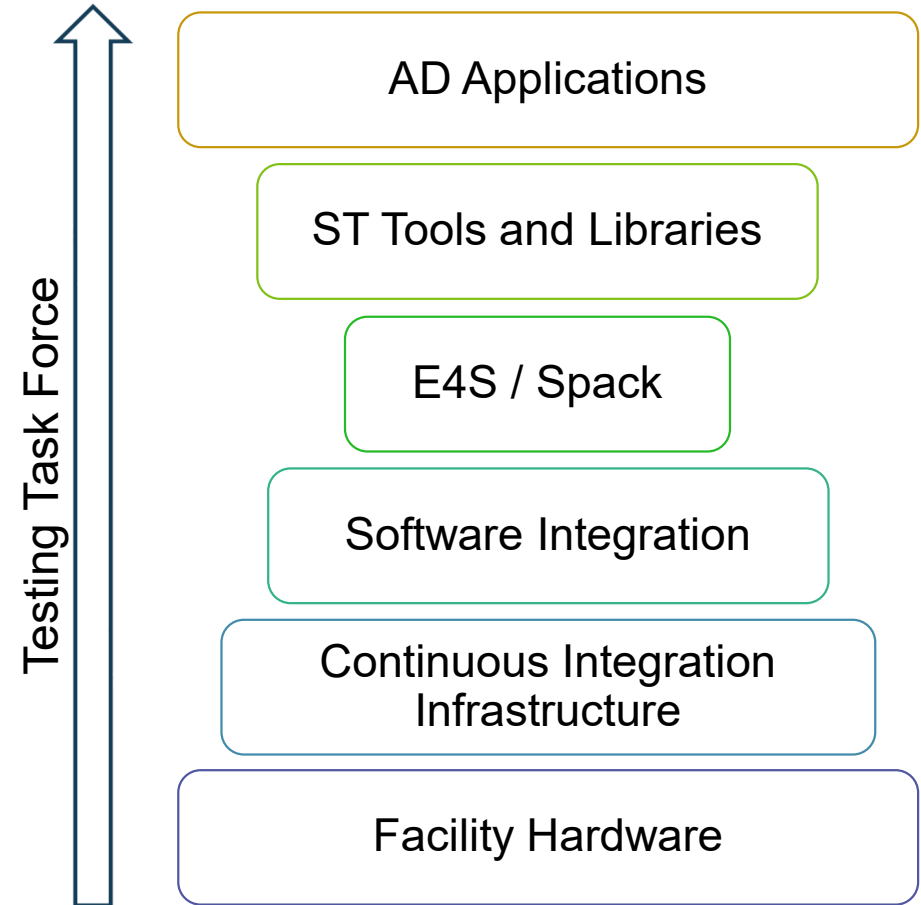 Testing Task Force
AD Applications
ST Tools and Libraries
E4S / Spack
Software Integration
Continuous Integration
Infrastructure
Facility Hardware